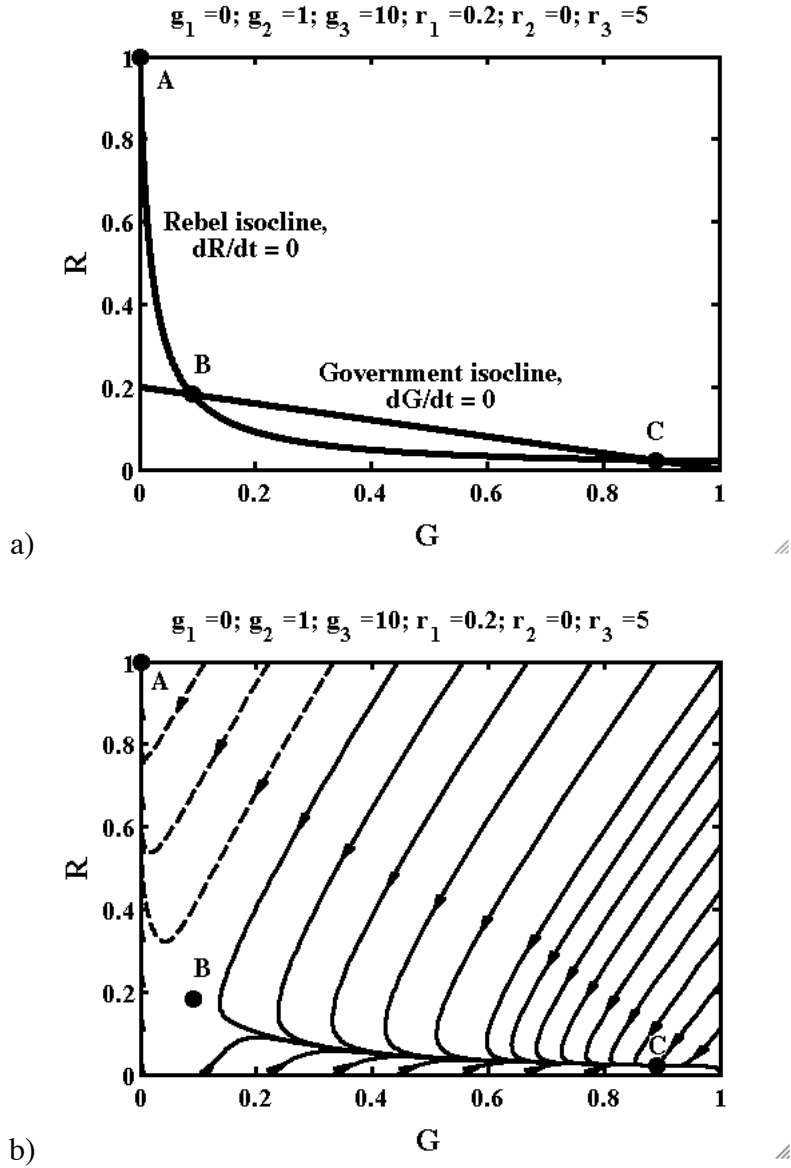 g₁ =0; g₂ =1; g₃ =10; r₁ =0.2; r₂ =0; r₃ =5
1
A
0.8
Rebel isocline,
dR/dt = 0
0.6
R
0.4
B
Government isocline,
dG/dt = 0
0.2
C
0
0 0.2 0.4 0.6 0.8 1
G
a)
g₁ =0; g₂ =1; g₃ =10; r₁ =0.2; r₂ =0; r₃ =5
1
A
0.8
0.6
R
0.4
B
0.2
C
0
0 0.2 0.4 0.6 0.8 1
G
b)